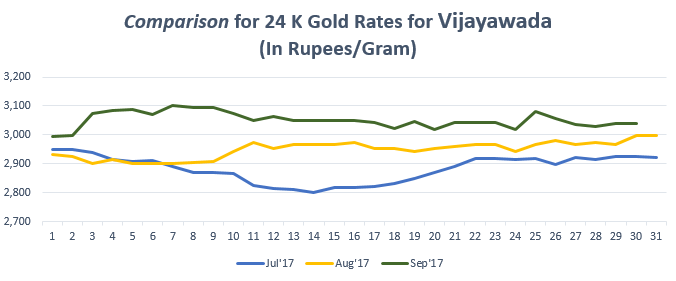 Comparison for 24 K Gold Rates for Vijayawada
(In Rupees/Gram)
3,200
3,100
3,000
2,900
2,800
2,700
1 2 3 4 5 6 7 8 9 10 11 12 13 14 15 16 17 18 19 20 21 22 23 24 25 26 27 28 29 30 31
Jul'17 Aug'17 Sep'17